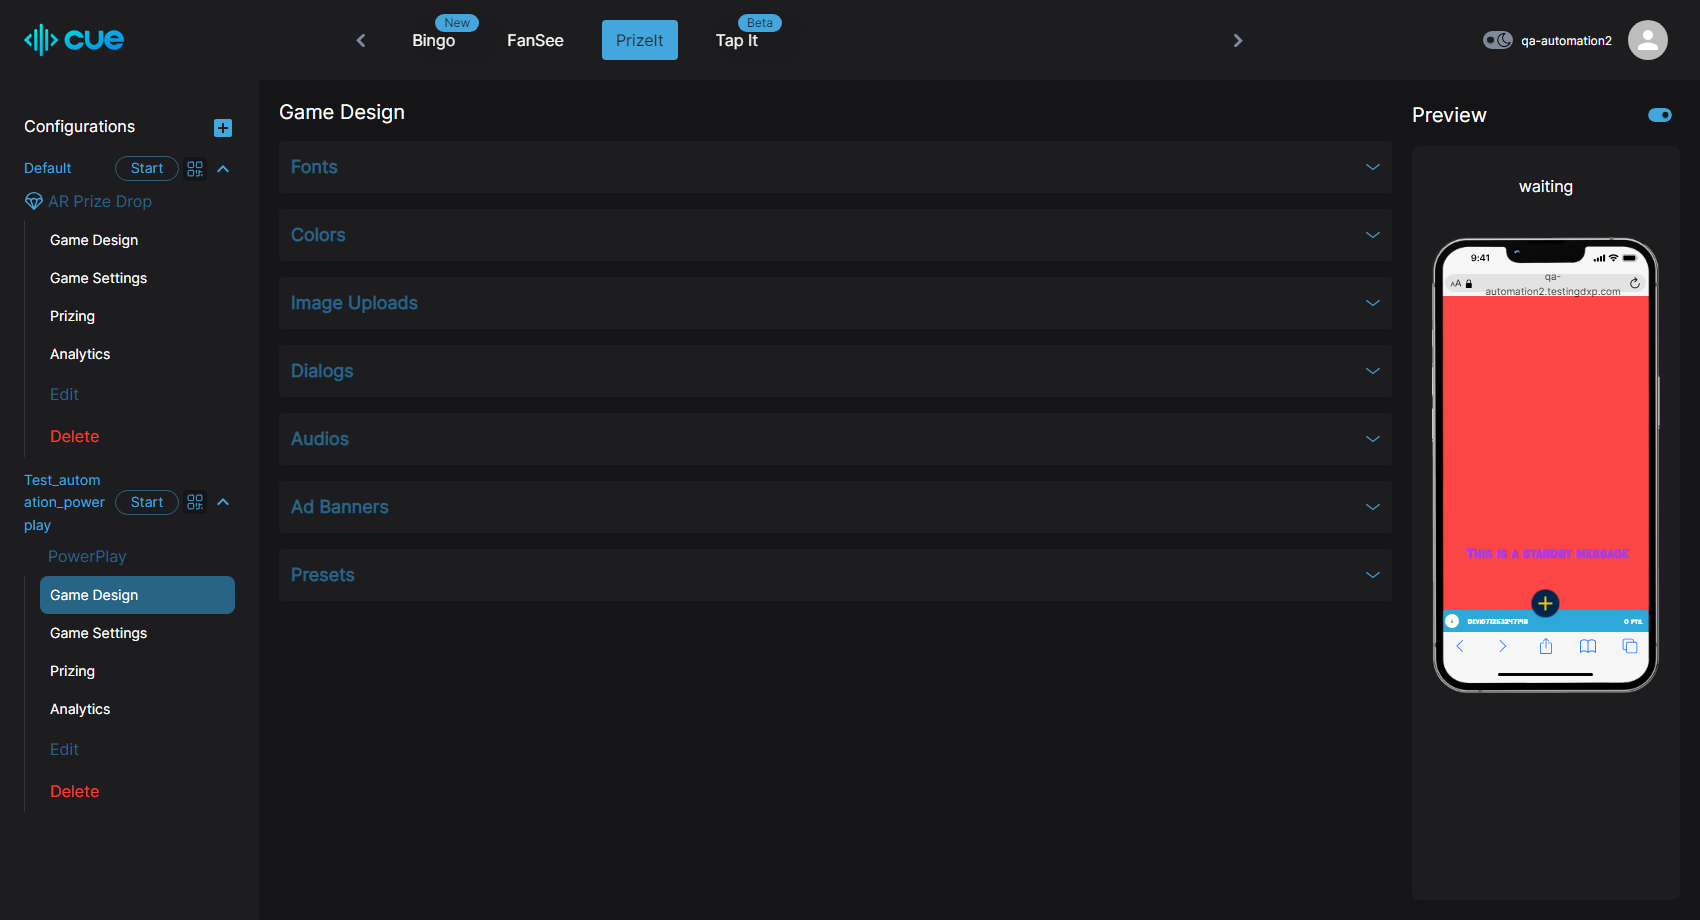 cue
New
Bingo
FanSee
PrizeIt
Beta
Tap It
qa-automation2
Configurations
Default
Start
AR Prize Drop
Game Design
Game Settings
Prizing
Analytics
Edit
Delete
Test_autom
ation_power
play
Start
PowerPlay
Game Design
Game Settings
Prizing
Analytics
Edit
Delete
Game Design
Fonts
Colors
Image Uploads
Dialogs
Audios
Ad Banners
Presets
Preview
waiting
9:41
AA
qa-
automation2.testingdxp.com
This is a standby message
0 pts.